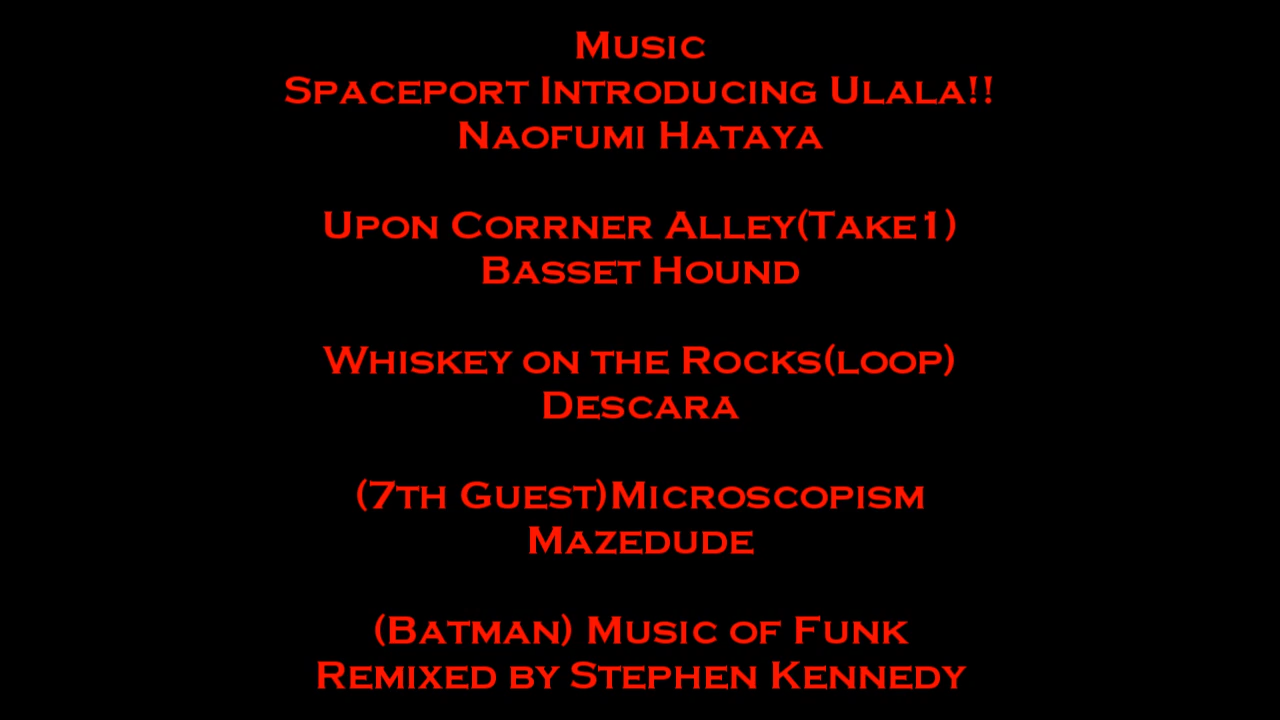 Music
Spaceport Introducing Ulala!!
Naofumi Hataya
Upon Corrner Alley(Take1)
Basset Hound
Whiskey on the Rocks(loop)
Descara
(7th Guest)Microscopism
Mazedude
(Batman) Music of Funk
Remixed by Stephen Kennedy